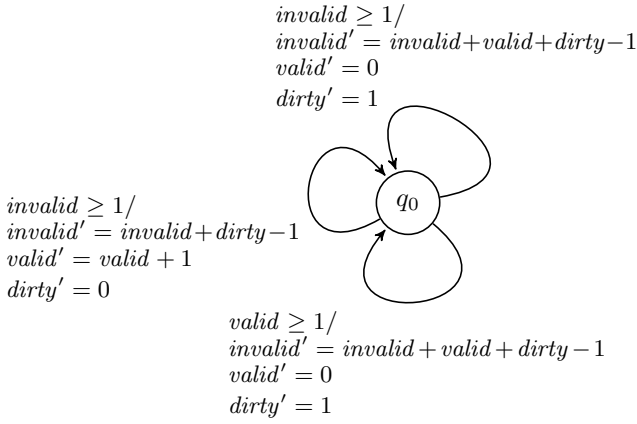 invalid ≥ 1/
invalid′ = invalid+valid+dirty−1
valid′ = 0
dirty′ = 1
q₀
invalid ≥ 1/
invalid′ = invalid+dirty−1
valid′ = valid + 1
dirty′ = 0
valid ≥ 1/
invalid′ = invalid+valid+dirty−1
valid′ = 0
dirty′ = 1